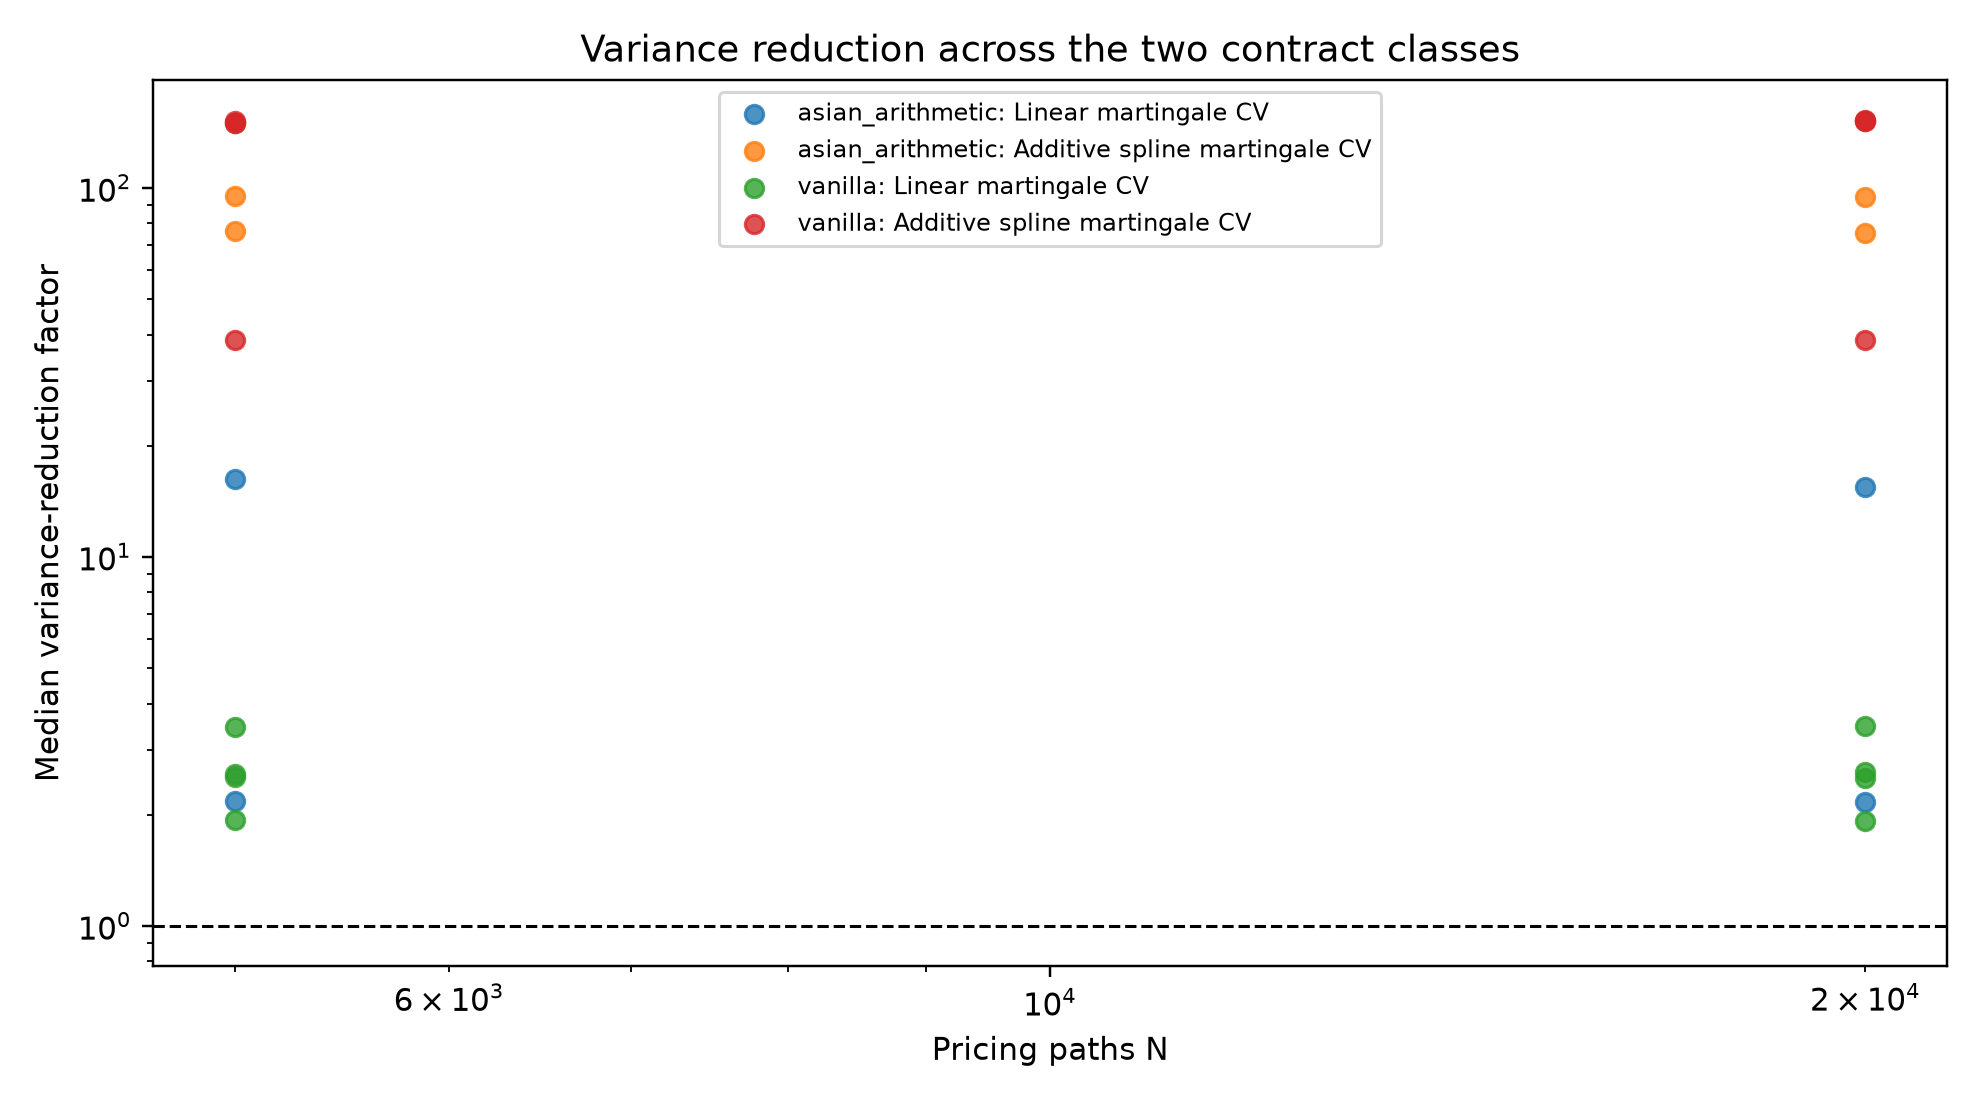 Variance reduction across the two contract classes
asian_arithmetic: Linear martingale CV
asian_arithmetic: Additive spline martingale CV
vanilla: Linear martingale CV
vanilla: Additive spline martingale CV
Median variance-reduction factor
10²
10¹
10⁰
6 × 10³
10⁴
2 × 10⁴
Pricing paths N